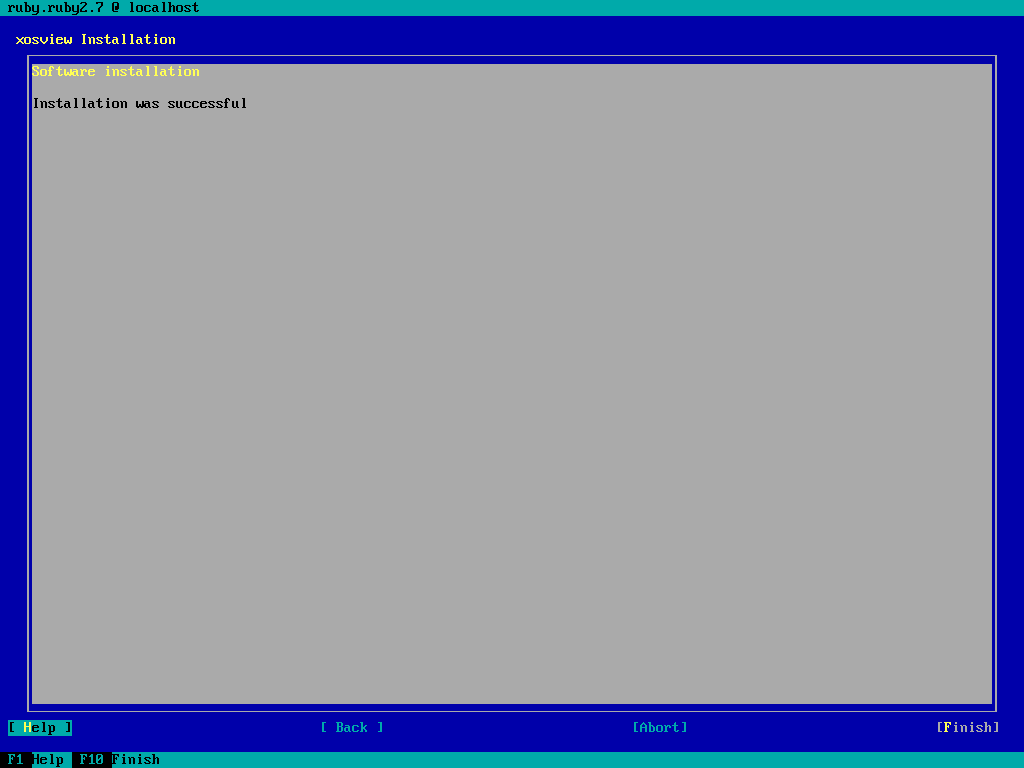 ruby.ruby2.7 @ localhost
xosview Installation
Software installation
Installation was successful
[ Help ] [ Back ] [Abort] [Finish]
F1 Help F10 Finish